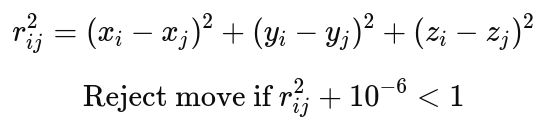 r_{ij}^2 = (x_i − x_j)^2 + (y_i − y_j)^2 + (z_i − z_j)^2
Reject move if r_{ij}^2 + 10^{−6} < 1